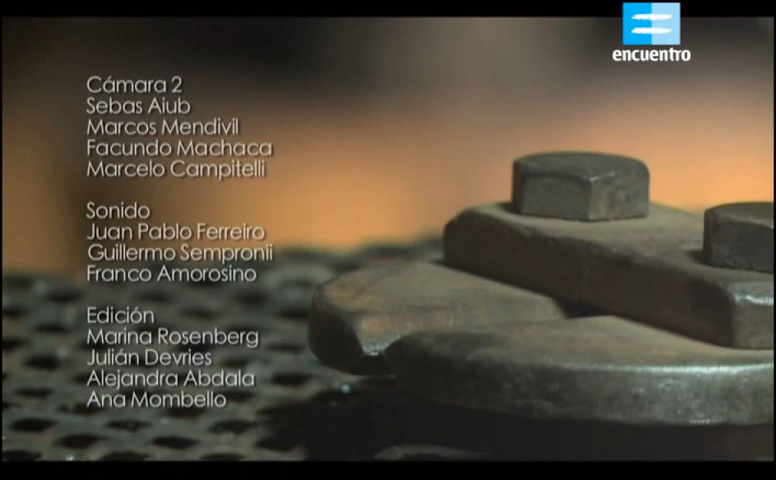 encuentro
Cámara 2
Sebas Aiub
Marcos Mendivil
Facundo Machaca
Marcelo Campitelli
Sonido
Juan Pablo Ferreiro
Guillermo Sempronii
Franco Amorosino
Edición
Marina Rosenberg
Julián Devries
Alejandra Abdala
Ana Mombello